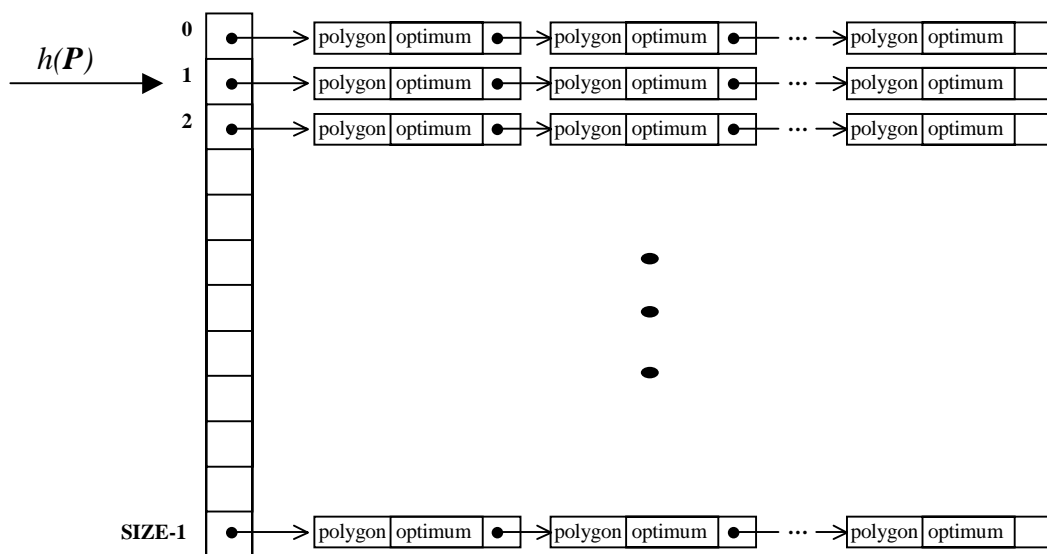 0 polygon optimum polygon optimum ... polygon optimum
h(P) 1 polygon optimum polygon optimum ... polygon optimum
2 polygon optimum polygon optimum ... polygon optimum
SIZE-1 polygon optimum polygon optimum ... polygon optimum